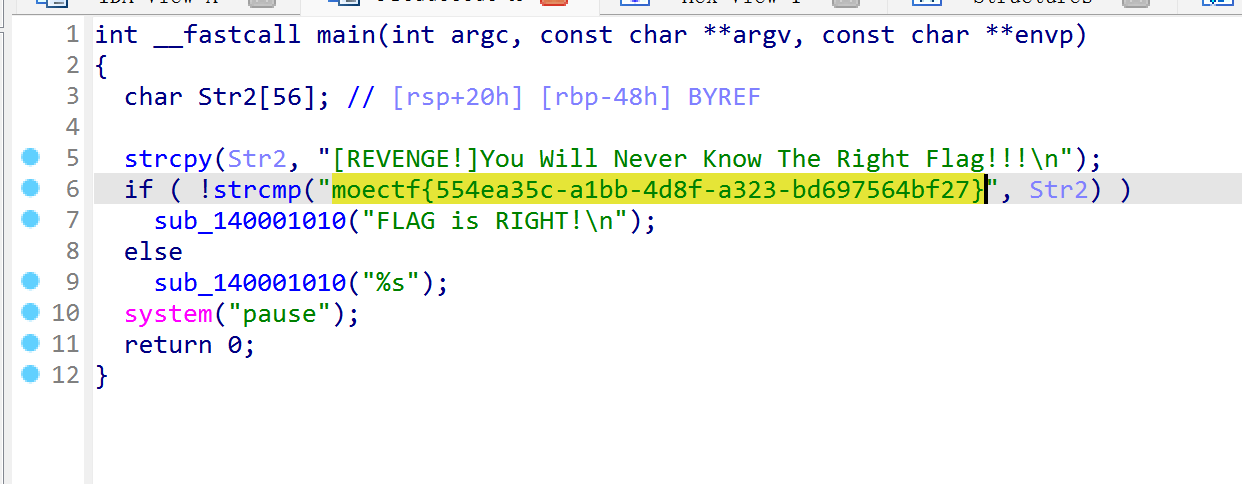 1 int __fastcall main(int argc, const char **argv, const char **envp)
2 {
3   char Str2[56]; // [rsp+20h] [rbp-48h] BYREF
4
5   strcpy(Str2, "[REVENGE!]You Will Never Know The Right Flag!!!\n");
6   if ( !strcmp("moectf{554ea35c-a1bb-4d8f-a323-bd697564bf27}", Str2) )
7     sub_140001010("FLAG is RIGHT!\n");
8   else
9     sub_140001010("%s");
10   system("pause");
11   return 0;
12 }